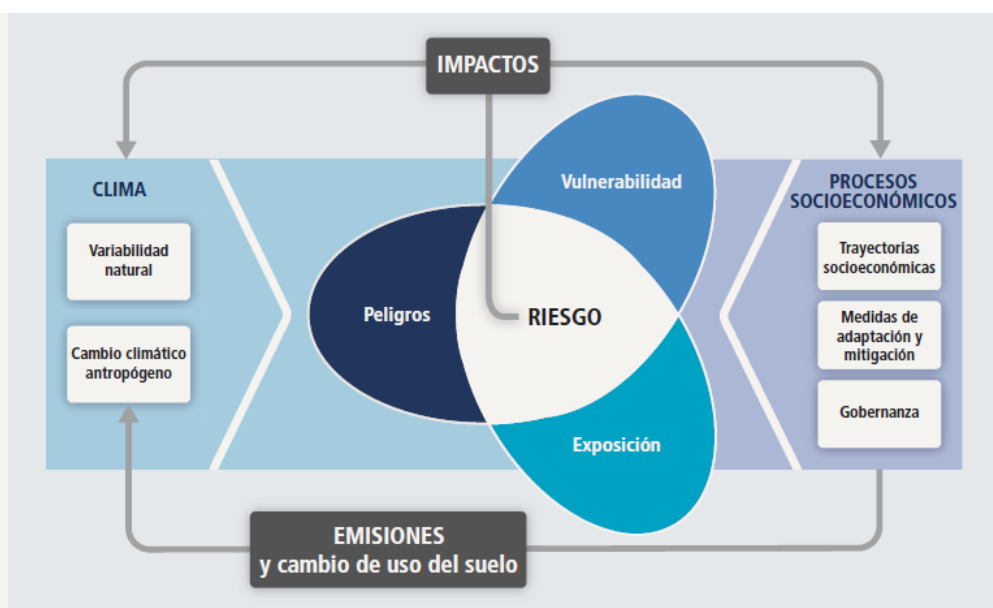 IMPACTOS
CLIMA
Variabilidad
natural
Cambio climático
antropógeno
Vulnerabilidad
Peligros
RIESGO
Exposición
PROCESOS
SOCIOECONÓMICOS
Trayectorias
socioeconómicas
Medidas de
adaptación y
mitigación
Gobernanza
EMISIONES
y cambio de uso del suelo